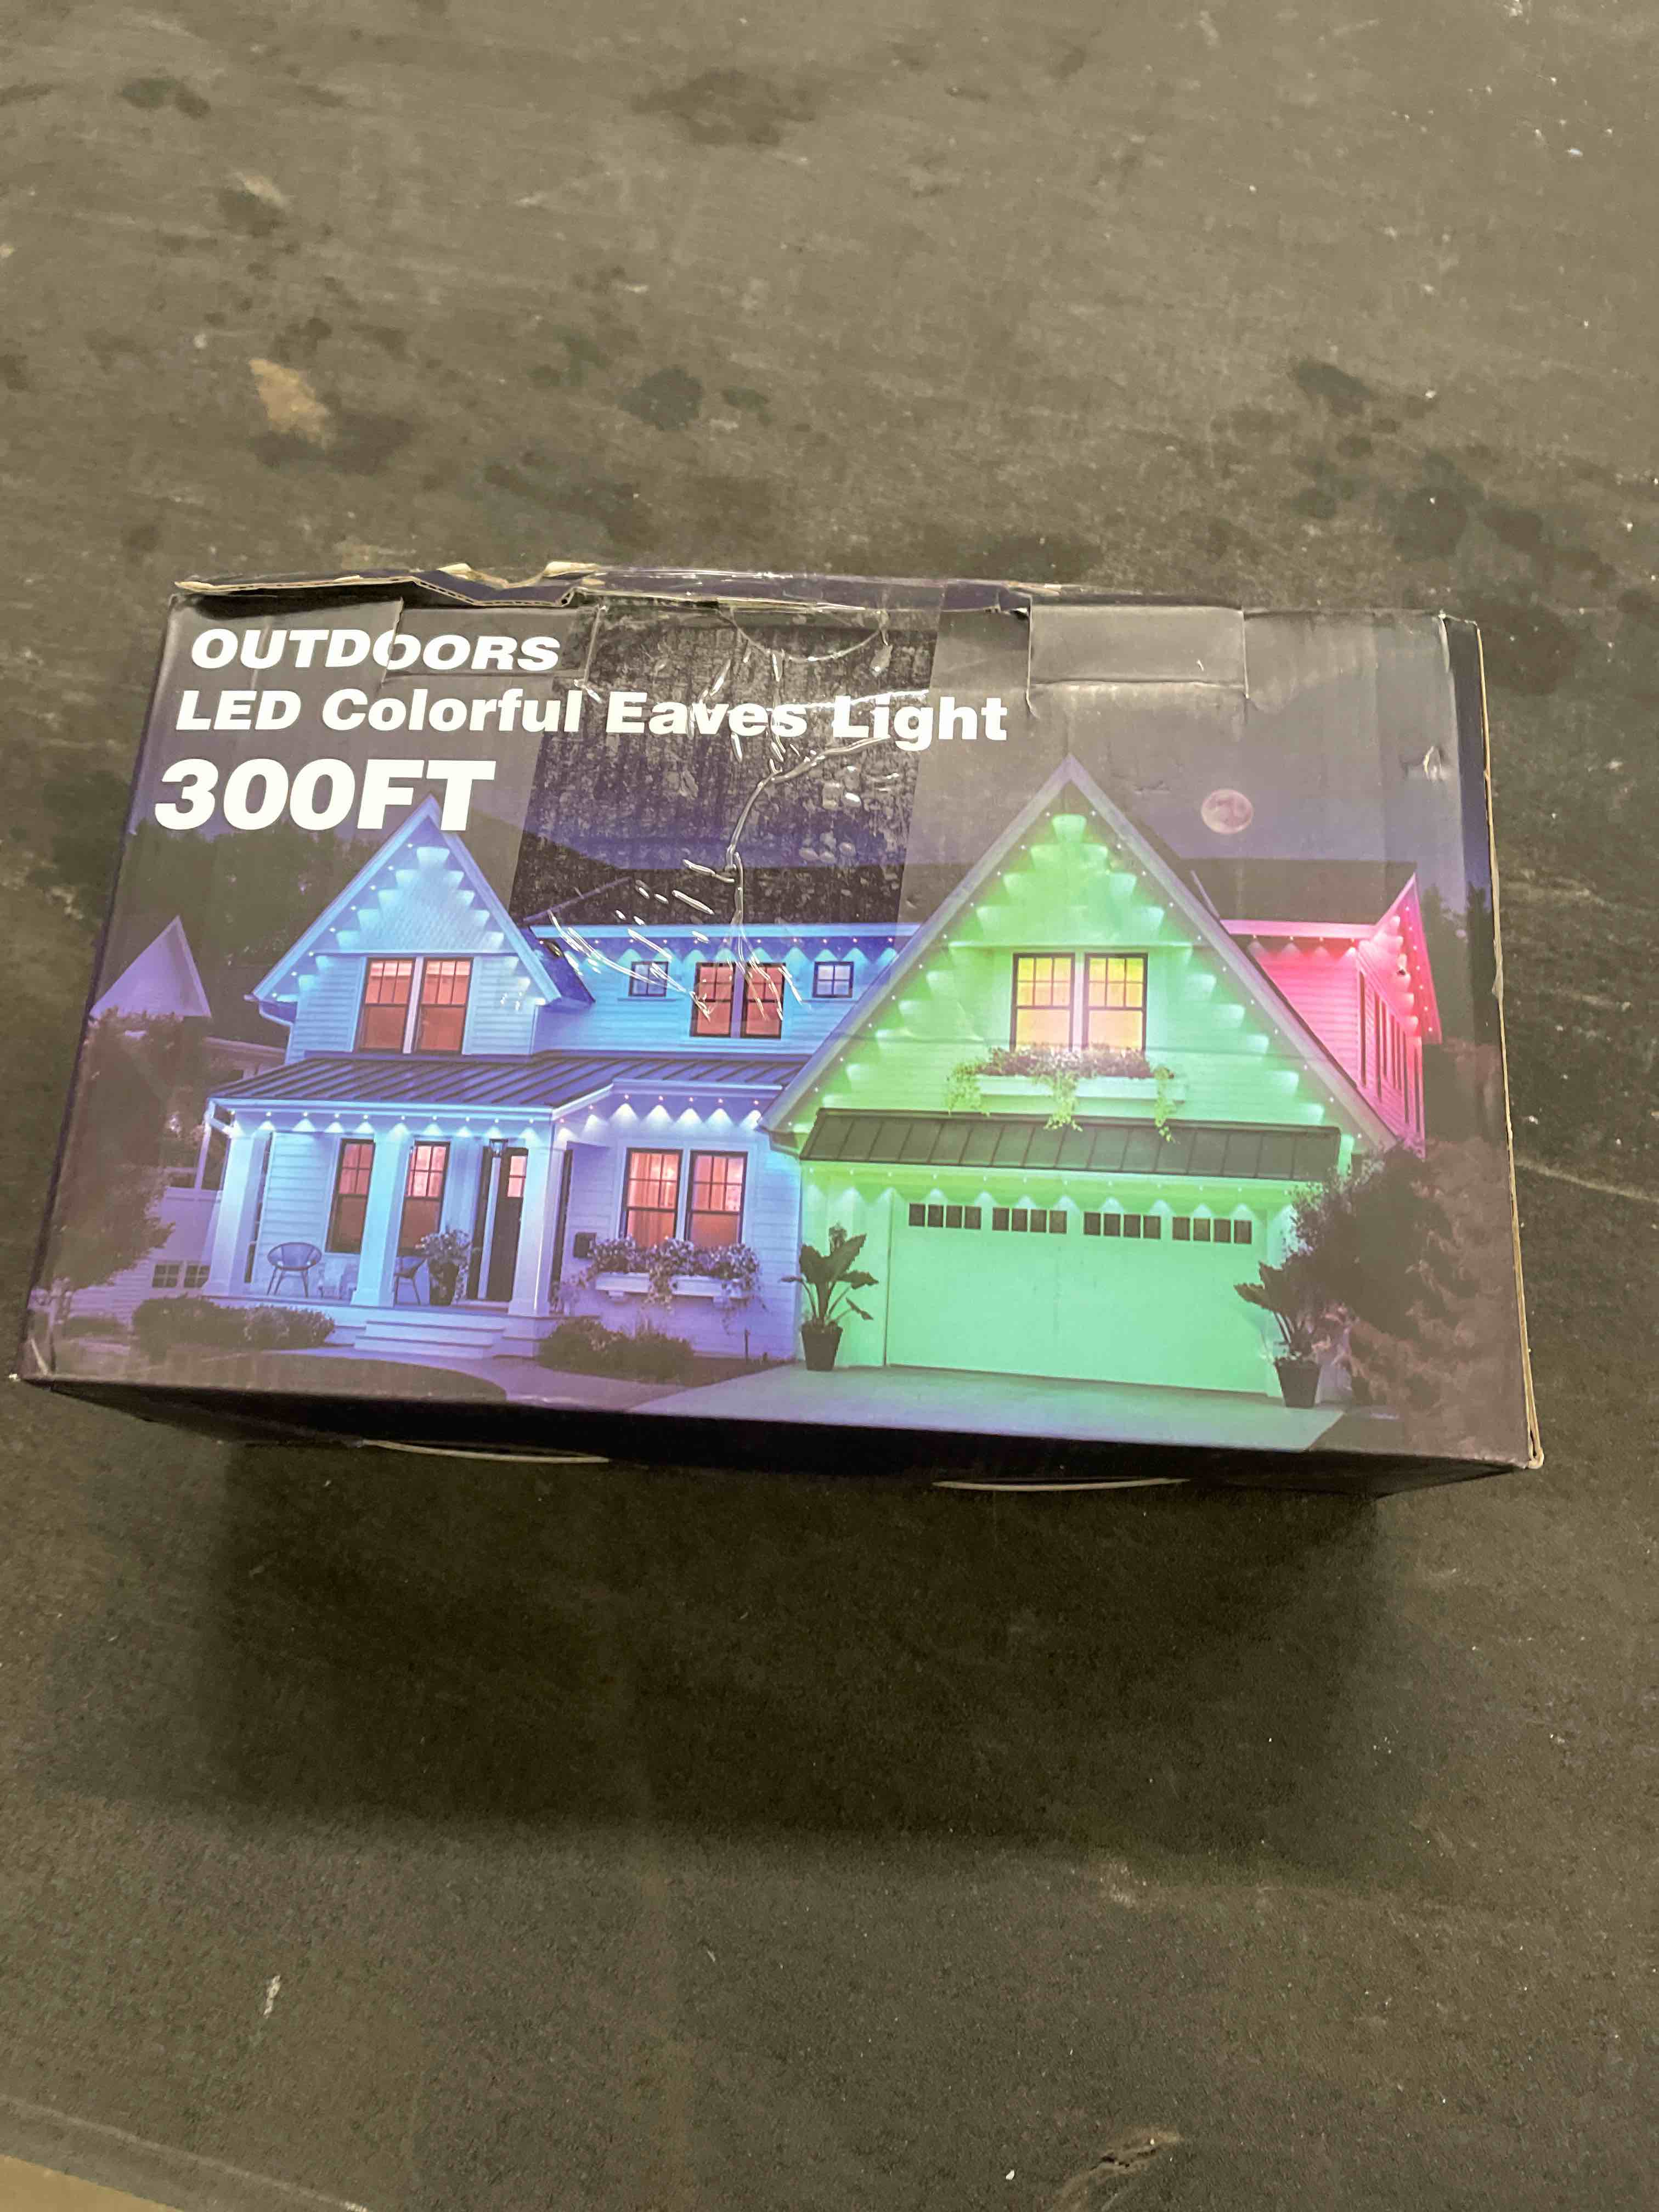 OUTDOORS
LED Colorful Eaves Light
300FT